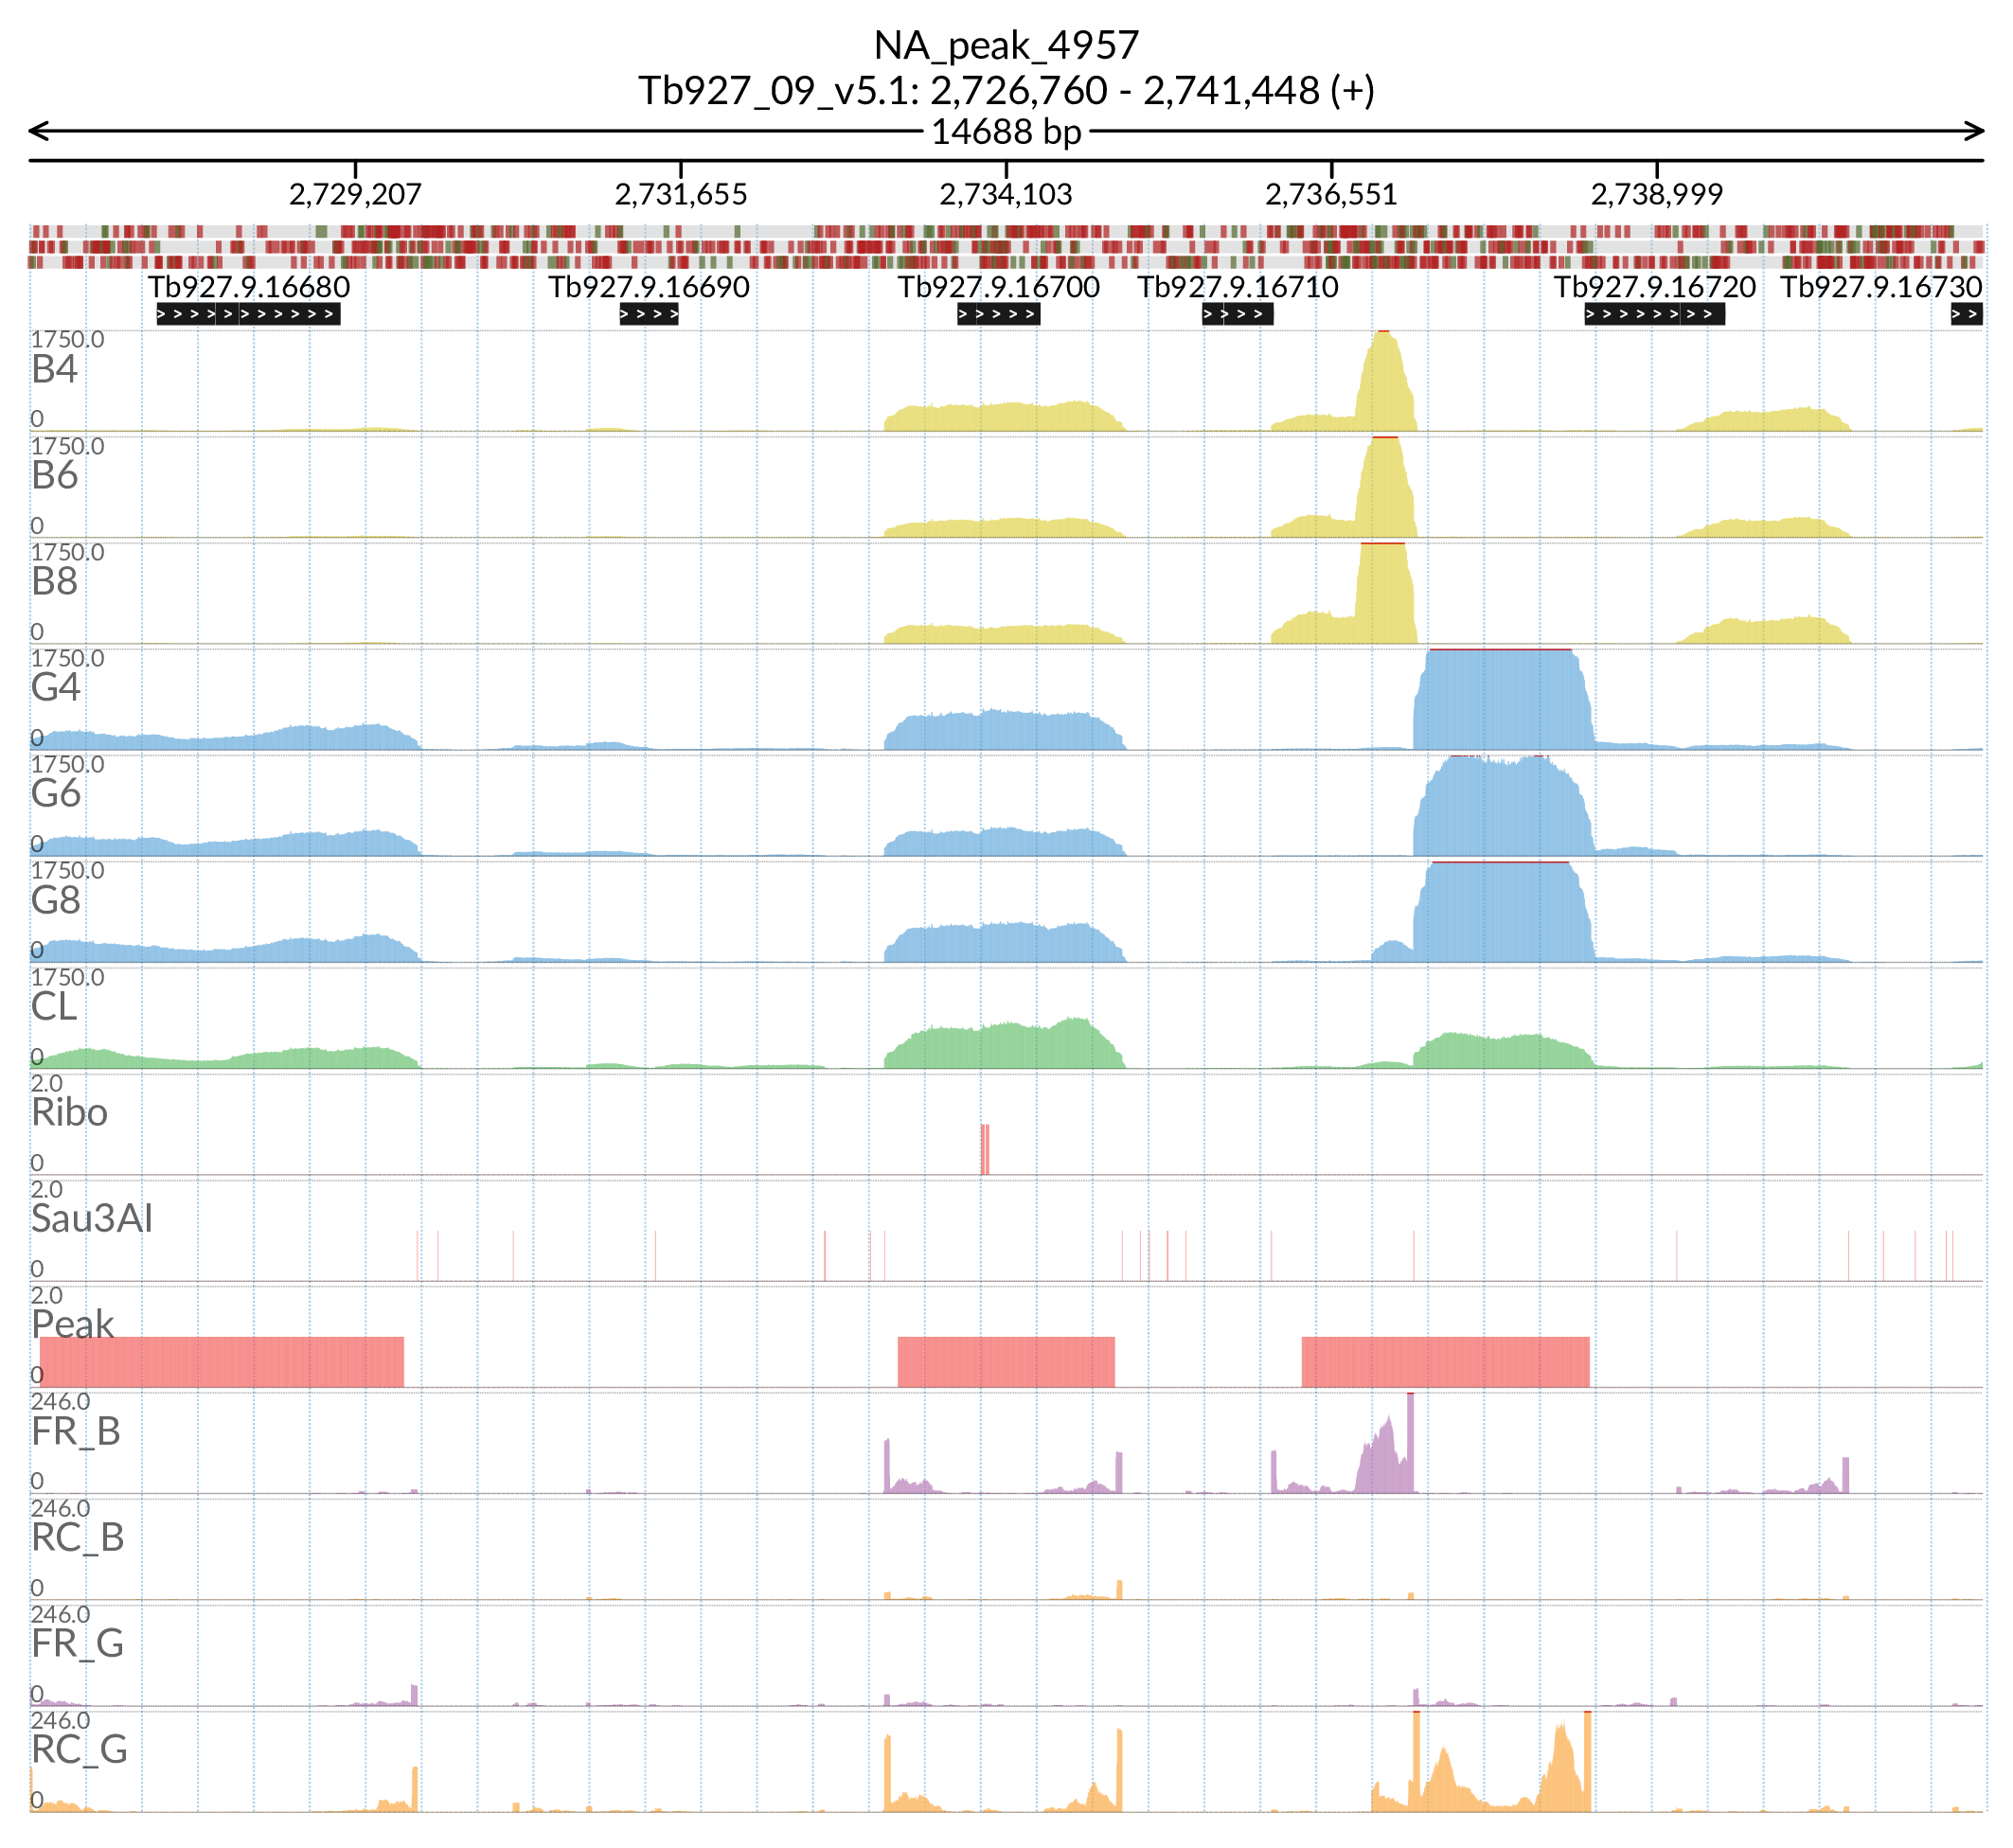 NA_peak_4957
Tb927_09_v5.1: 2,726,760 - 2,741,448 (+)
14688 bp
2,729,207 2,731,655 2,734,103 2,736,551 2,738,999
Tb927.9.16680 Tb927.9.16690 Tb927.9.16700 Tb927.9.16710 Tb927.9.16720 Tb927.9.16730
1750.0
B4
0
1750.0
B6
0
1750.0
B8
0
1750.0
G4
0
1750.0
G6
0
1750.0
G8
0
1750.0
CL
0
2.0
Ribo
0
2.0
Sau3AI
0
2.0
Peak
0
246.0
FR_B
0
246.0
RC_B
0
246.0
FR_G
0
246.0
RC_G
0